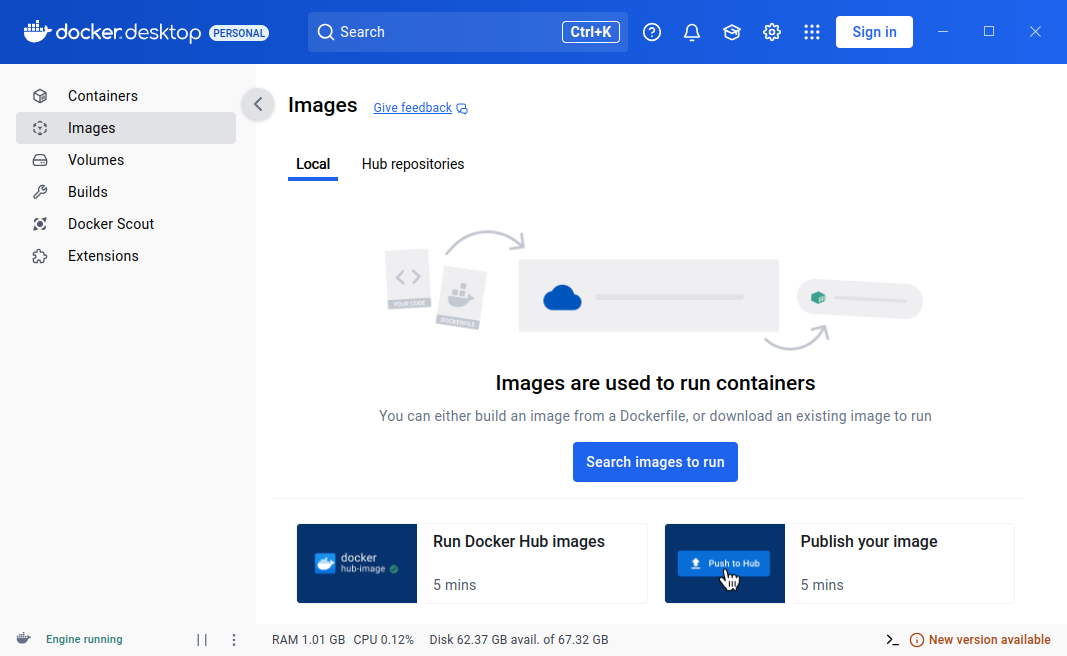 docker.desktop PERSONAL
Search Ctrl+K
Sign in
Containers
Images
Volumes
Builds
Docker Scout
Extensions
Images Give feedback
Local Hub repositories
YOUR CODE
DOCKERFILE
Images are used to run containers
You can either build an image from a Dockerfile, or download an existing image to run
Search images to run
docker
hub-image
Run Docker Hub images
5 mins
Push to Hub
Publish your image
5 mins
Engine running
RAM 1.01 GB CPU 0.12% Disk 62.37 GB avail. of 67.32 GB
New version available